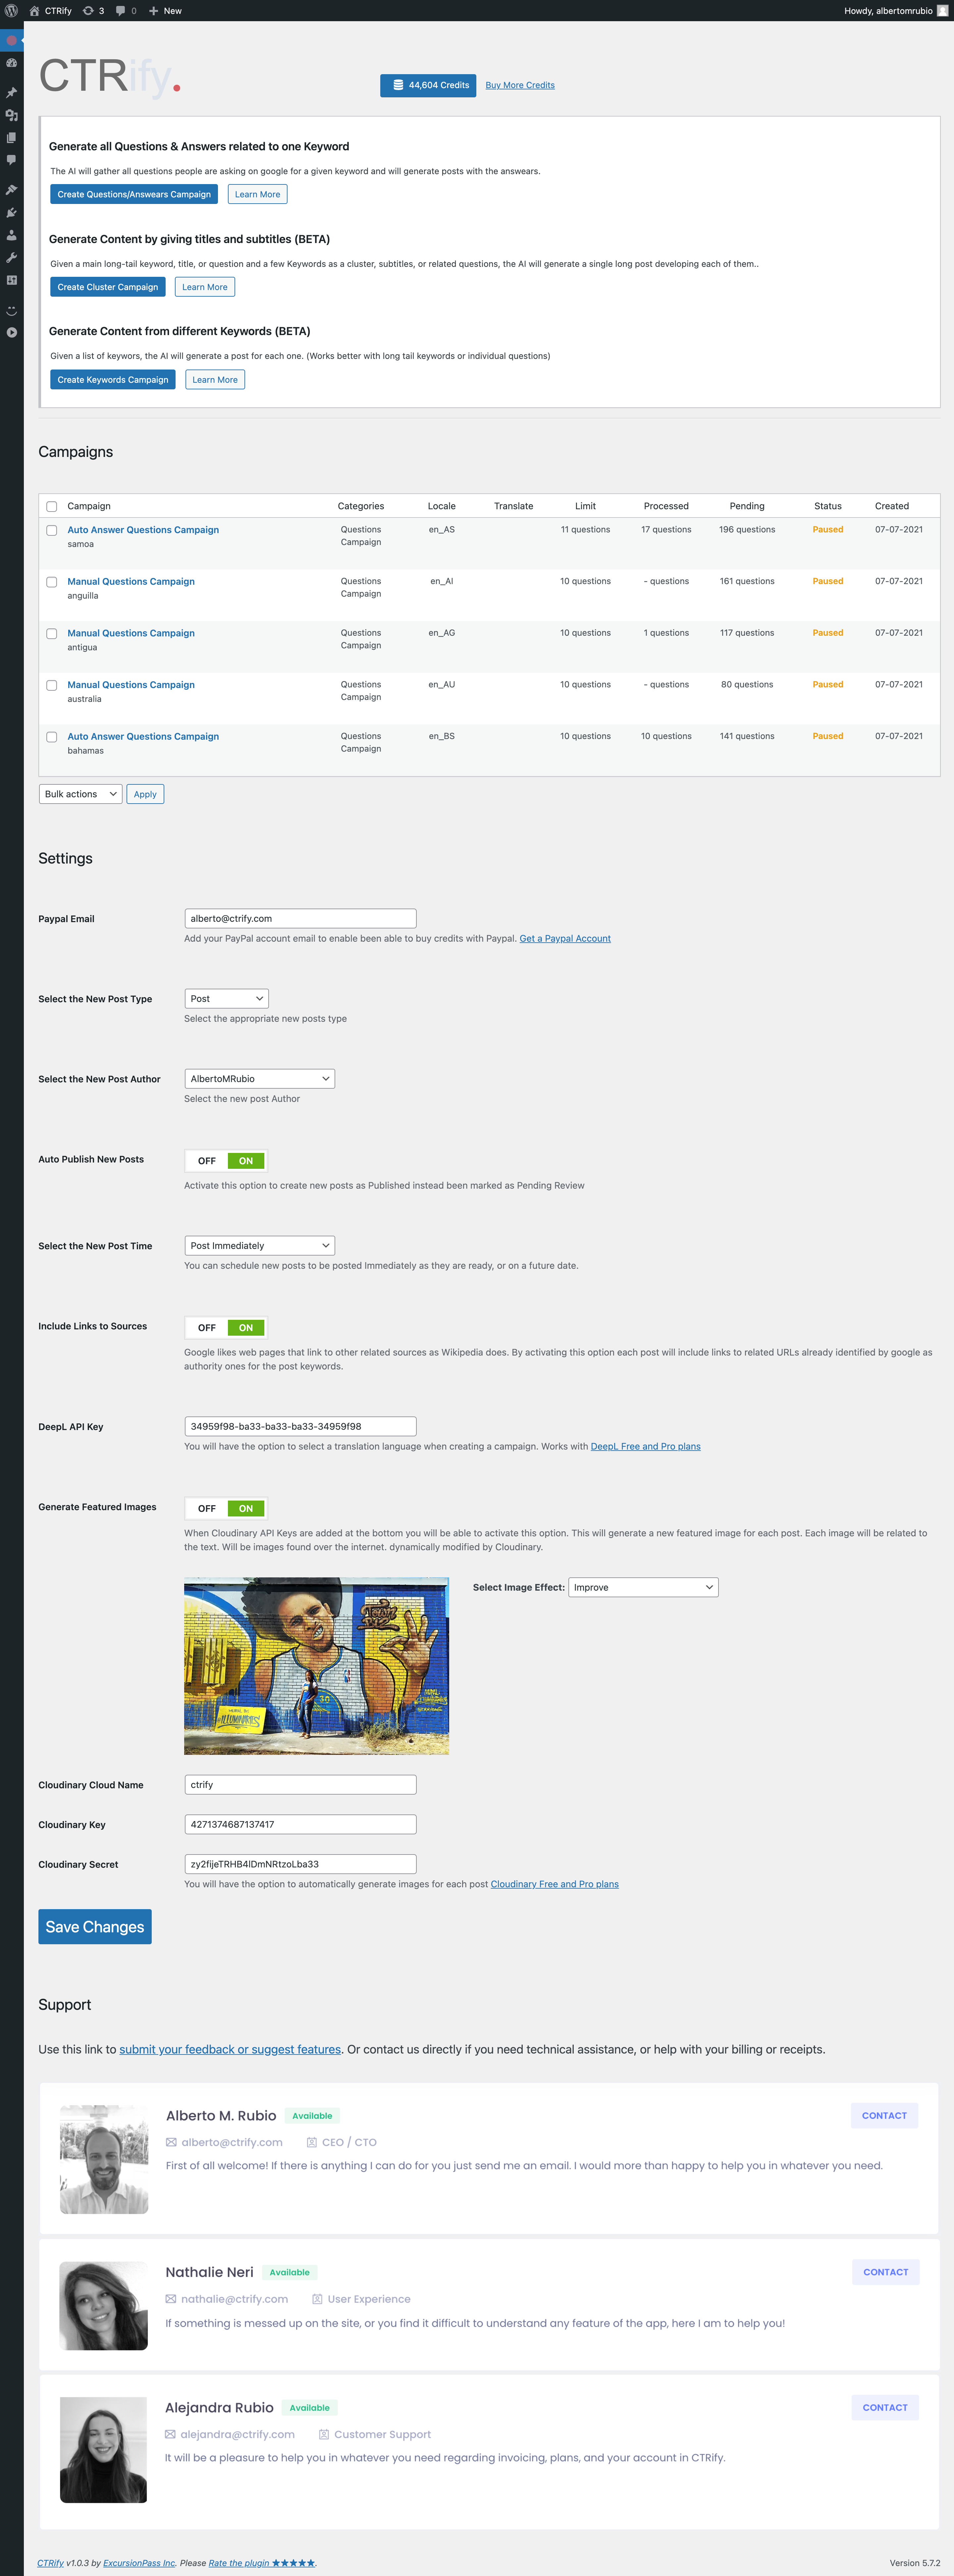 CTRify 3 0 New Howdy, albertomrubio
CTRify.
44,604 Credits Buy More Credits
Generate all Questions & Answers related to one Keyword
The AI will gather all questions people are asking on google for a given keyword and will generate posts with the answears.
Create Questions/Answears Campaign Learn More
Generate Content by giving titles and subtitles (BETA)
Given a main long-tail keyword, title, or question and a few Keywords as a cluster, subtitles, or related questions, the AI will generate a single long post developing each of them..
Create Cluster Campaign Learn More
Generate Content from different Keywords (BETA)
Given a list of keywors, the AI will generate a post for each one. (Works better with long tail keywords or individual questions)
Create Keywords Campaign Learn More
Campaigns
Campaign Categories Locale Translate Limit Processed Pending Status Created
Auto Answer Questions Campaign Questions en_AS 11 questions 17 questions 196 questions Paused 07-07-2021
samoa Campaign
Manual Questions Campaign Questions en_AI 10 questions - questions 161 questions Paused 07-07-2021
anguilla Campaign
Manual Questions Campaign Questions en_AG 10 questions 1 questions 117 questions Paused 07-07-2021
antigua Campaign
Manual Questions Campaign Questions en_AU 10 questions - questions 80 questions Paused 07-07-2021
australia Campaign
Auto Answer Questions Campaign Questions en_BS 10 questions 10 questions 141 questions Paused 07-07-2021
bahamas Campaign
Bulk actions Apply
Settings
Paypal Email alberto@ctrify.com
Add your PayPal account email to enable been able to buy credits with Paypal. Get a Paypal Account
Select the New Post Type Post
Select the appropriate new posts type
Select the New Post Author AlbertoMRubio
Select the new post Author
Auto Publish New Posts OFF ON
Activate this option to create new posts as Published instead been marked as Pending Review
Select the New Post Time Post Immediately
You can schedule new posts to be posted Immediately as they are ready, or on a future date.
Include Links to Sources OFF ON
Google likes web pages that link to other related sources as Wikipedia does. By activating this option each post will include links to related URLs already identified by google as
authority ones for the post keywords.
DeepL API Key 34959f98-ba33-ba33-ba33-34959f98
You will have the option to select a translation language when creating a campaign. Works with DeepL Free and Pro plans
Generate Featured Images OFF ON
When Cloudinary API Keys are added at the bottom you will be able to activate this option. This will generate a new featured image for each post. Each image will be related to
the text. Will be images found over the internet. dynamically modified by Cloudinary.
Select Image Effect: Improve
Cloudinary Cloud Name ctrify
Cloudinary Key 4271374687137417
Cloudinary Secret zy2fijeTRHB4lDmNRtzoLba33
You will have the option to automatically generate images for each post Cloudinary Free and Pro plans
Save Changes
Support
Use this link to submit your feedback or suggest features. Or contact us directly if you need technical assistance, or help with your billing or receipts.
Alberto M. Rubio Available CONTACT
alberto@ctrify.com CEO / CTO
First of all welcome! If there is anything I can do for you just send me an email. I would more than happy to help you in whatever you need.
Nathalie Neri Available CONTACT
nathalie@ctrify.com User Experience
If something is messed up on the site, or you find it difficult to understand any feature of the app, here I am to help you!
Alejandra Rubio Available CONTACT
alejandra@ctrify.com Customer Support
It will be a pleasure to help you in whatever you need regarding invoicing, plans, and your account in CTRify.
CTRify v1.0.3 by ExcursionPass Inc. Please Rate the plugin ★★★★★. Version 5.7.2